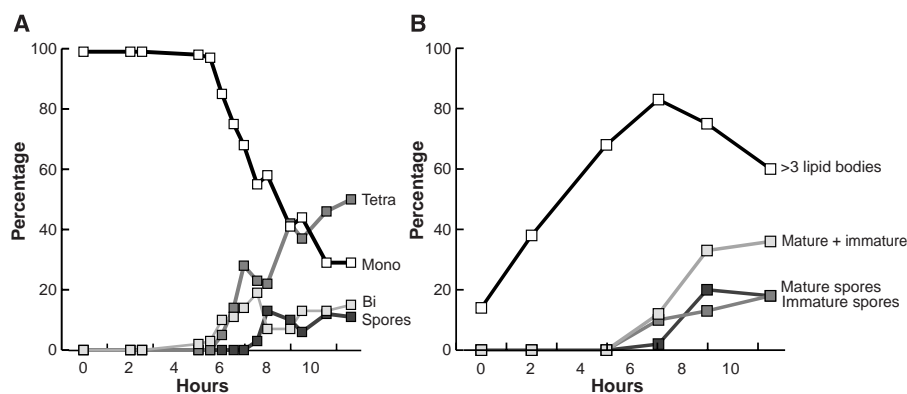 A
B
Percentage
100
80
60
40
20
0
0
2
4
6
8
10
Hours
Tetra
Mono
Bi
Spores
Percentage
100
80
60
40
20
0
0
2
4
6
8
10
Hours
>3 lipid bodies
Mature + immature
Mature spores
Immature spores